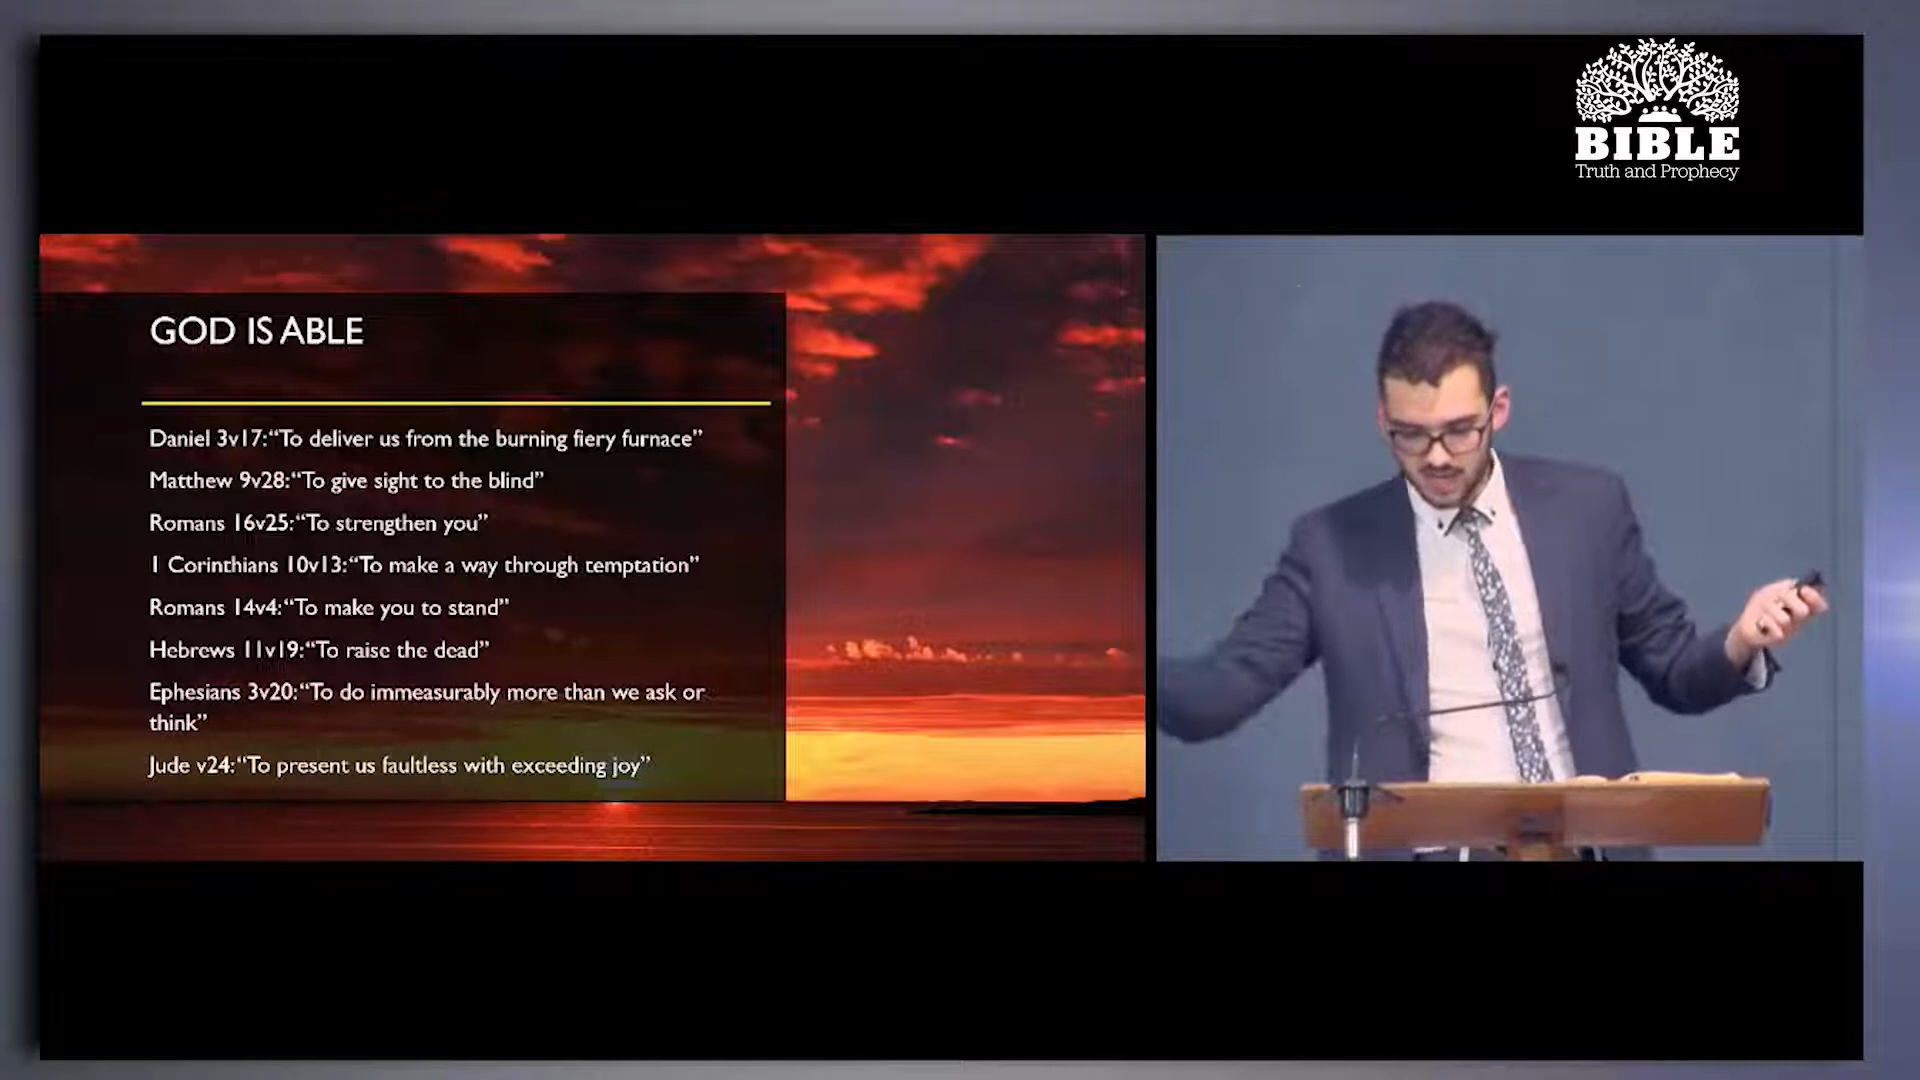 BIBLE
Truth and Prophecy
GOD IS ABLE
Daniel 3v17:“To deliver us from the burning fiery furnace”
Matthew 9v28:“To give sight to the blind”
Romans 16v25:“To strengthen you”
1 Corinthians 10v13:“To make a way through temptation”
Romans 14v4:“To make you to stand”
Hebrews 11v19:“To raise the dead”
Ephesians 3v20:“To do immeasurably more than we ask or
think”
Jude v24:“To present us faultless with exceeding joy”